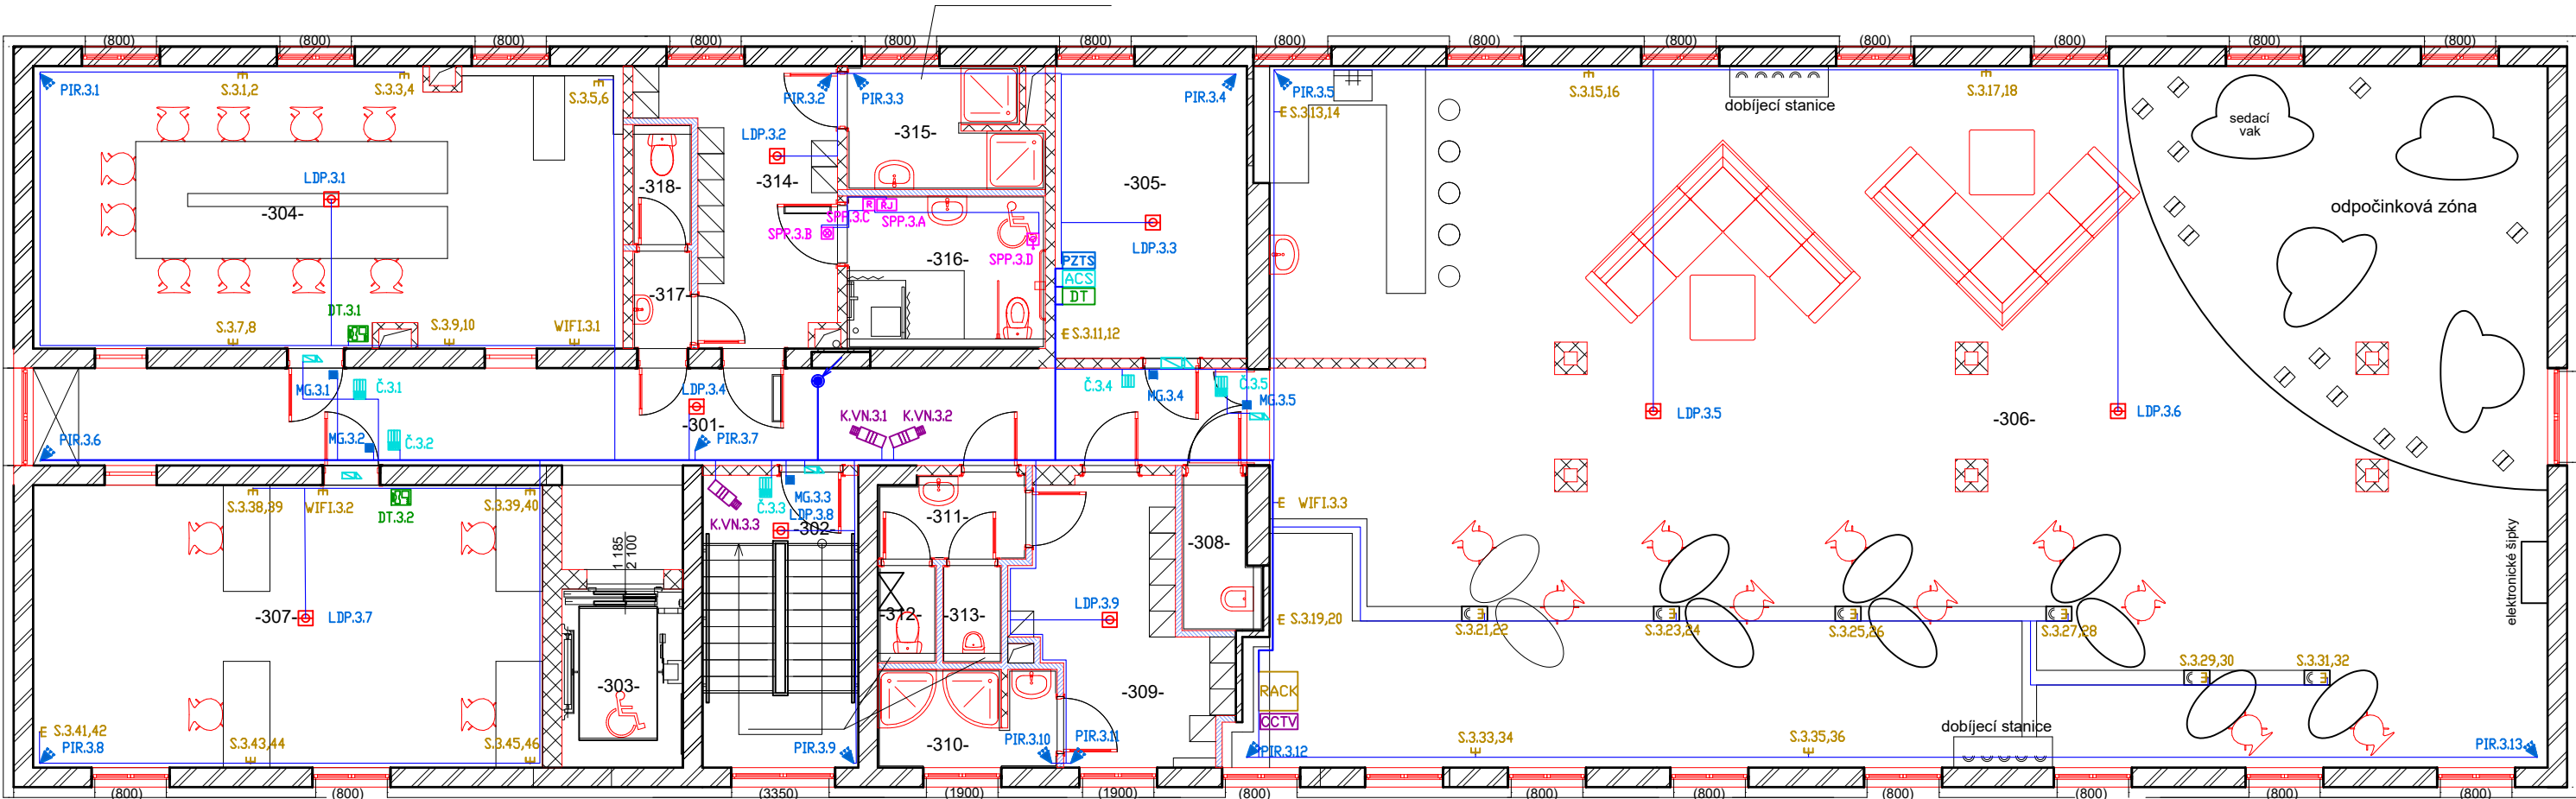 (800) (800) (800) (800) (800) (800) (800) (800) (800) (800) (800) (800) (800)
PIR.3.1
S.3.1,2
S.3.3,4
S.3.5,6
PIR.3.2
PIR.3.3
PIR.3.4
PIR.3.5
S.3.13,14
S.3.15,16
dobíjecí stanice
S.3.17,18
sedací
vak
LDP.3.2
-315-
-314-
-318-
-305-
LDP.3.1
-304-
R
RJ
SPP.3.C
SPP.3.A
SPP.3.B
odpočinková zóna
LDP.3.3
-316-
SPP.3.D
PZTS
ACS
DT
-317-
DT.3.1
S.3.7,8
S.3.9,10
WIFI.3.1
S.3.11,12
MG.3.1
Č.3.1
LDP.3.4
Č.3.4
MG.3.4
Č.3.5
MG.3.5
K.VN.3.1
K.VN.3.2
LDP.3.5
LDP.3.6
-301-
-306-
PIR.3.6
MG.3.2
Č.3.2
PIR.3.7
S.3.38,39
WIFI.3.2
DT.3.2
S.3.39,40
K.VN.3.3
Č.3.3
MG.3.3
LDP.3.8
-302-
-311-
WIFI.3.3
1 185
2 100
-308-
elektronické šipky
-307-
LDP.3.7
-312-
-313-
LDP.3.9
S.3.19,20
S.3.21,22
S.3.23,24
S.3.25,26
S.3.27,28
S.3.29,30
S.3.31,32
-303-
-309-
RACK
CCTV
dobíjecí stanice
S.3.41,42
PIR.3.8
S.3.43,44
S.3.45,46
PIR.3.9
-310-
PIR.3.10
PIR.3.11
PIR.3.12
S.3.33,34
S.3.35,36
PIR.3.13
(800) (800) (3350) (1900) (1900) (800) (800) (800) (800) (800) (800) (800)